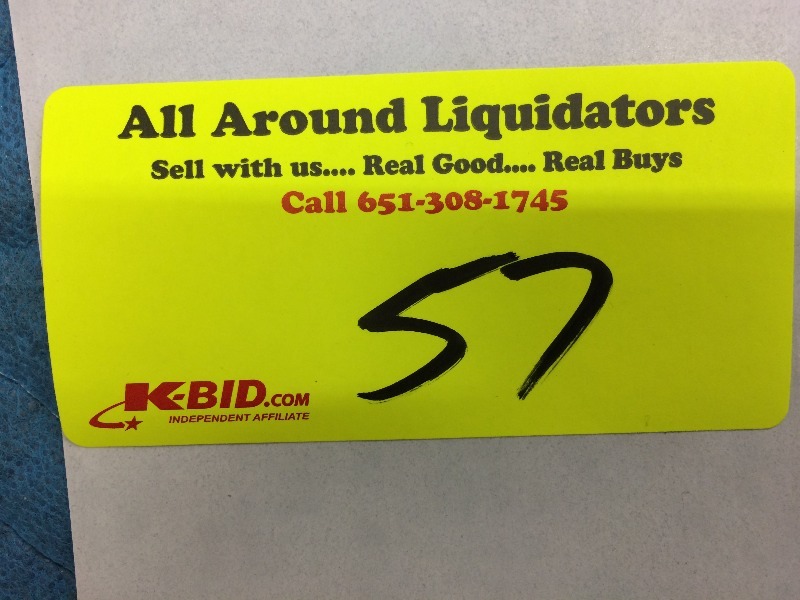 All Around Liquidators
Sell with us.... Real Good.... Real Buys
Call 651-308-1745
57
K-BID.COM
INDEPENDENT AFFILIATE